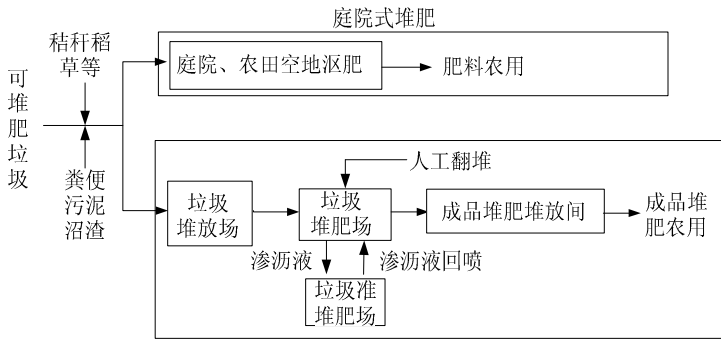 庭院式堆肥
秸秆稻
草等
庭院、农田空地沤肥
肥料农用
可堆肥垃圾
粪便
污泥
沼渣
人工翻堆
垃圾
堆放场
垃圾
堆肥场
成品堆肥堆放间
成品堆
肥农用
渗沥液
渗沥液回喷
垃圾准
堆肥场